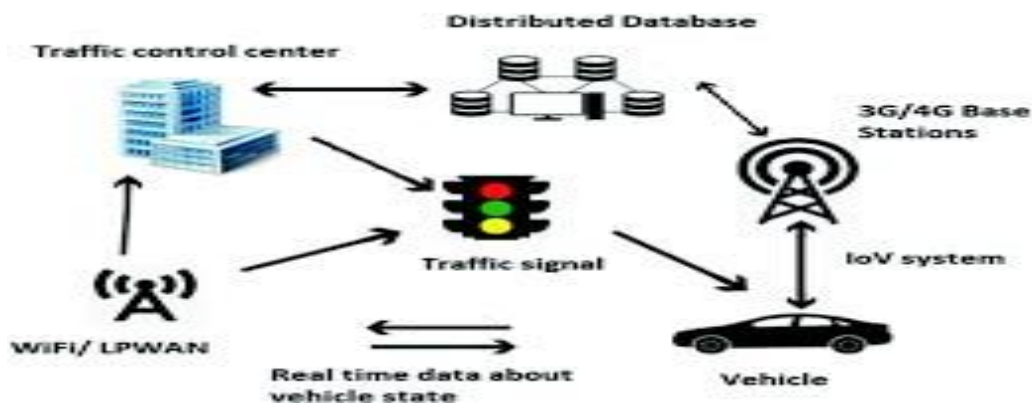 Distributed Database
Traffic control center
3G/4G Base
Stations
Traffic signal
IoV system
WiFi/ LPWAN
Real time data about
vehicle state
Vehicle